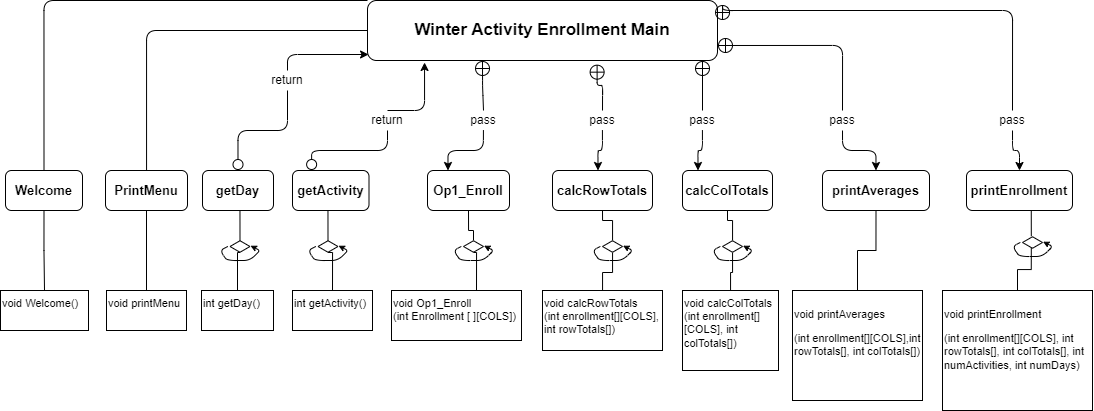 Winter Activity Enrollment Main
return
return
pass
pass
pass
pass
pass
Welcome
PrintMenu
getDay
getActivity
Op1_Enroll
calcRowTotals
calcColTotals
printAverages
printEnrollment
void Welcome()
void printMenu
int getDay()
int getActivity()
void Op1_Enroll
(int Enrollment [ ][COLS])
void calcRowTotals
(int enrollment[][COLS],
int rowTotals[])
void calcColTotals
(int enrollment[]
[COLS], int
colTotals[])
void printAverages
(int enrollment[][COLS],int
rowTotals[], int colTotals[])
void printEnrollment
(int enrollment[][COLS], int
rowTotals[], int colTotals[], int
numActivities, int numDays)